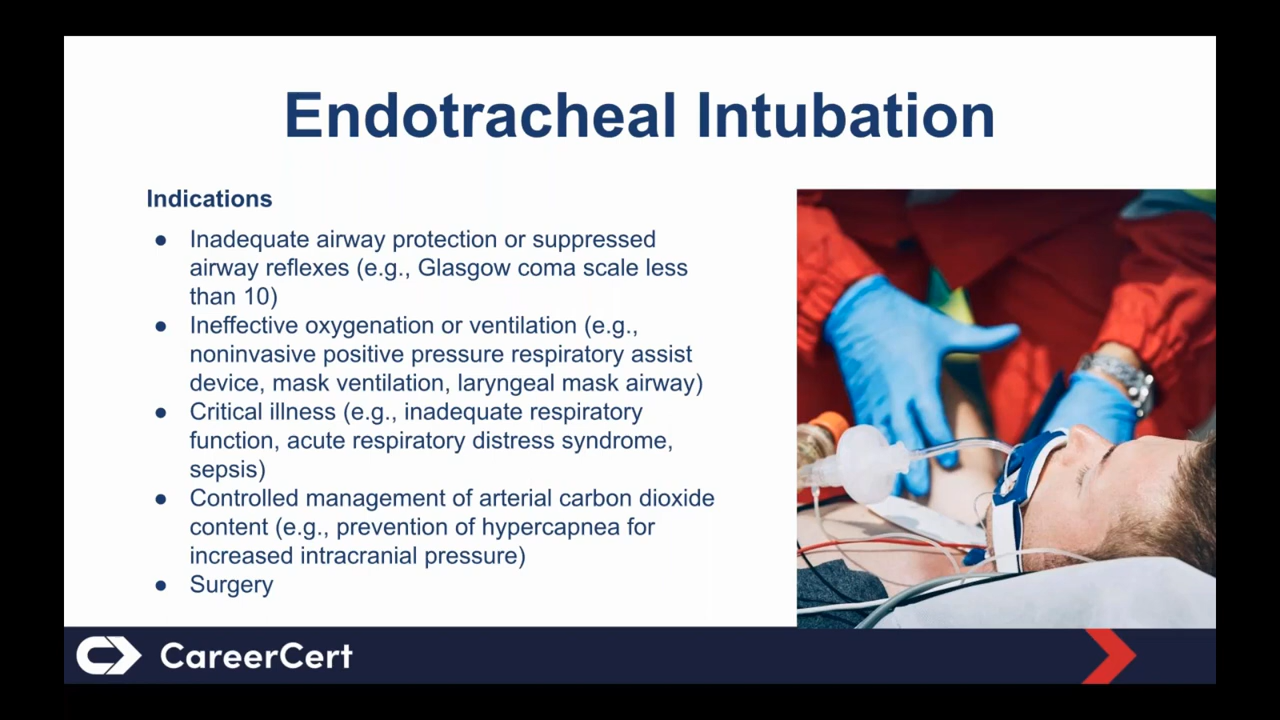 Endotracheal Intubation
Indications
● Inadequate airway protection or suppressed
airway reflexes (e.g., Glasgow coma scale less
than 10)
● Ineffective oxygenation or ventilation (e.g.,
noninvasive positive pressure respiratory assist
device, mask ventilation, laryngeal mask airway)
● Critical illness (e.g., inadequate respiratory
function, acute respiratory distress syndrome,
sepsis)
● Controlled management of arterial carbon dioxide
content (e.g., prevention of hypercapnea for
increased intracranial pressure)
● Surgery
CareerCert